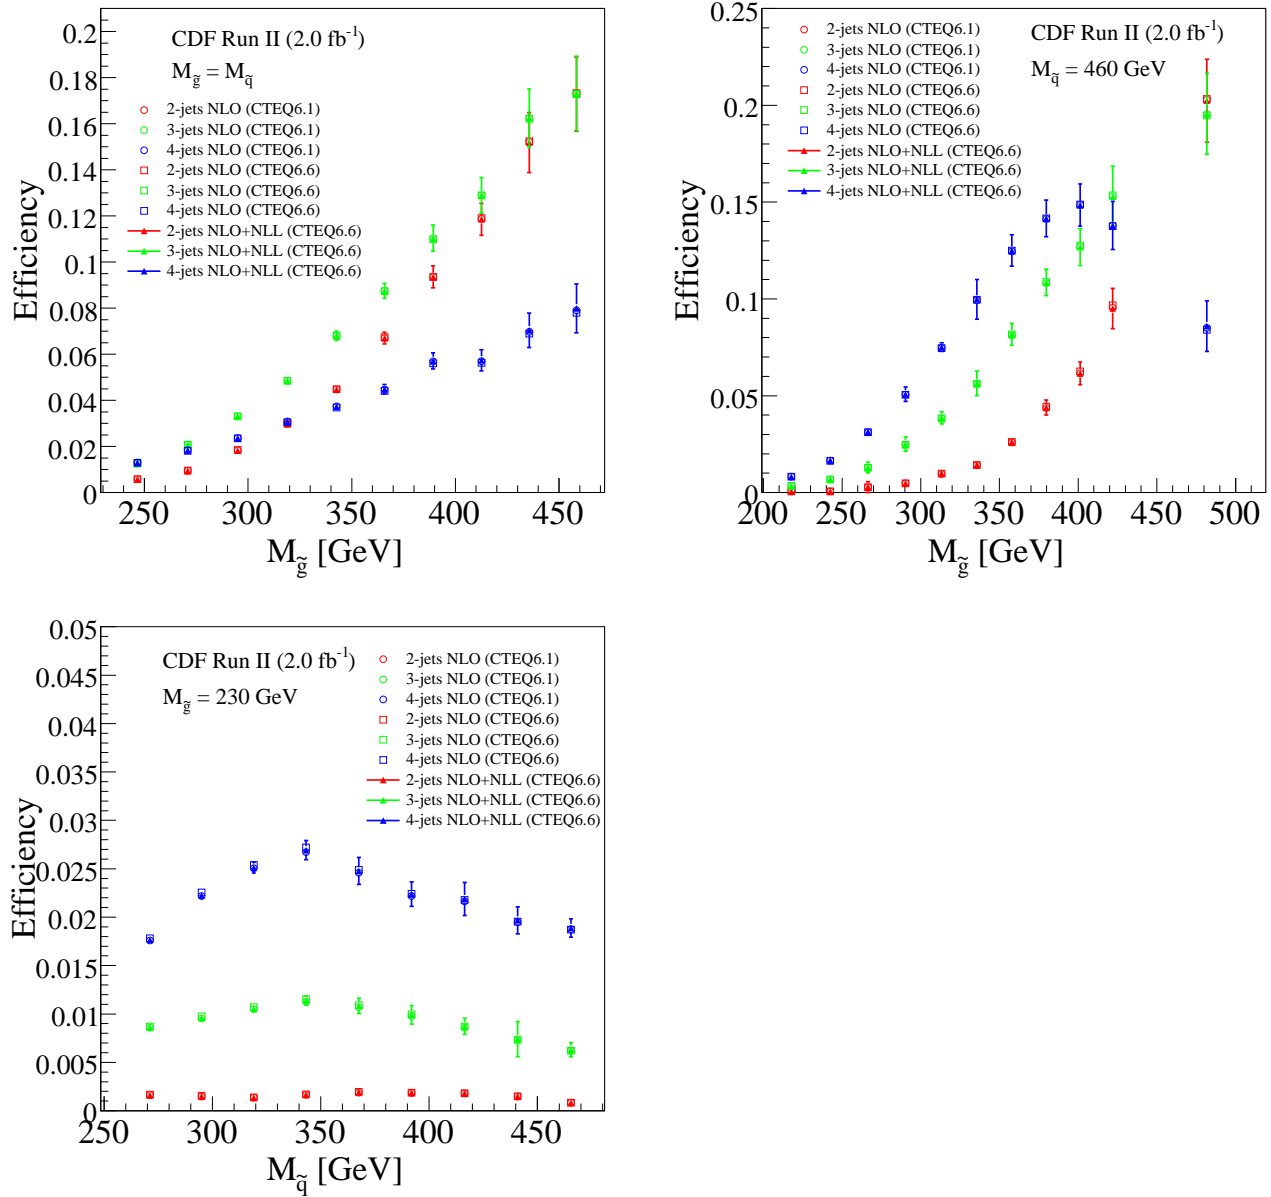 CDF Run II (2.0 fb⁻¹)
M_g̃ = M_q̃
2-jets NLO (CTEQ6.1)
3-jets NLO (CTEQ6.1)
4-jets NLO (CTEQ6.1)
2-jets NLO (CTEQ6.6)
3-jets NLO (CTEQ6.6)
4-jets NLO (CTEQ6.6)
2-jets NLO+NLL (CTEQ6.6)
3-jets NLO+NLL (CTEQ6.6)
4-jets NLO+NLL (CTEQ6.6)
Efficiency
0.2
0.18
0.16
0.14
0.12
0.1
0.08
0.06
0.04
0.02
0
250 300 350 400 450
M_g̃ [GeV]
2-jets NLO (CTEQ6.1)
3-jets NLO (CTEQ6.1)
4-jets NLO (CTEQ6.1)
2-jets NLO (CTEQ6.6)
3-jets NLO (CTEQ6.6)
4-jets NLO (CTEQ6.6)
2-jets NLO+NLL (CTEQ6.6)
3-jets NLO+NLL (CTEQ6.6)
4-jets NLO+NLL (CTEQ6.6)
CDF Run II (2.0 fb⁻¹)
M_q̃ = 460 GeV
Efficiency
0.25
0.2
0.15
0.1
0.05
0
200 250 300 350 400 450 500
M_g̃ [GeV]
CDF Run II (2.0 fb⁻¹)
M_g̃ = 230 GeV
2-jets NLO (CTEQ6.1)
3-jets NLO (CTEQ6.1)
4-jets NLO (CTEQ6.1)
2-jets NLO (CTEQ6.6)
3-jets NLO (CTEQ6.6)
4-jets NLO (CTEQ6.6)
2-jets NLO+NLL (CTEQ6.6)
3-jets NLO+NLL (CTEQ6.6)
4-jets NLO+NLL (CTEQ6.6)
Efficiency
0.05
0.045
0.04
0.035
0.03
0.025
0.02
0.015
0.01
0.005
0
250 300 350 400 450
M_q̃ [GeV]